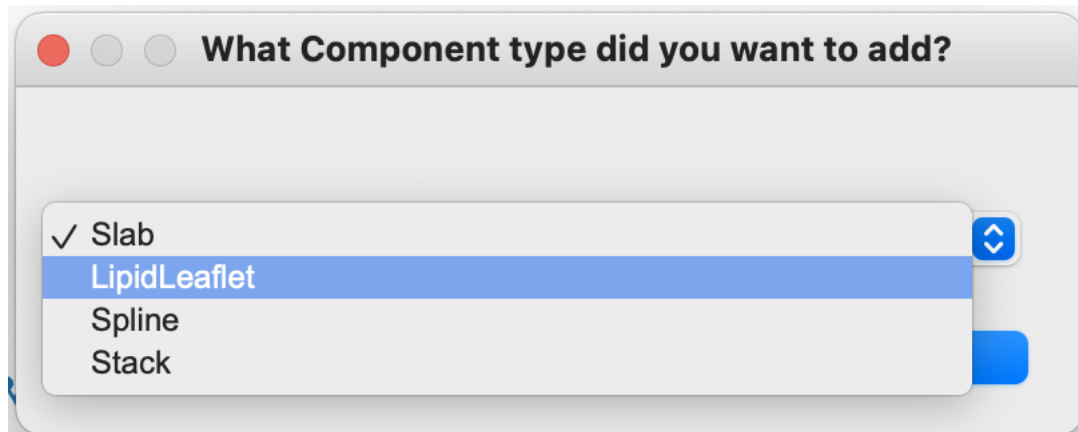 What Component type did you want to add?
✓ Slab
LipidLeaflet
Spline
Stack